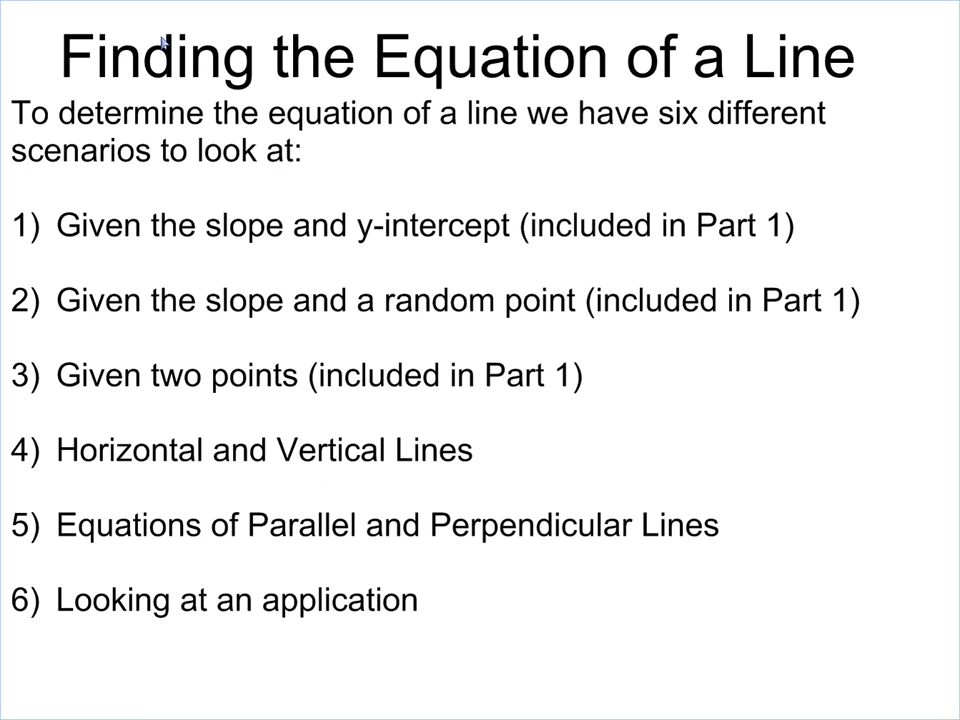 Finding the Equation of a Line
To determine the equation of a line we have six different
scenarios to look at:
1) Given the slope and y-intercept (included in Part 1)
2) Given the slope and a random point (included in Part 1)
3) Given two points (included in Part 1)
4) Horizontal and Vertical Lines
5) Equations of Parallel and Perpendicular Lines
6) Looking at an application